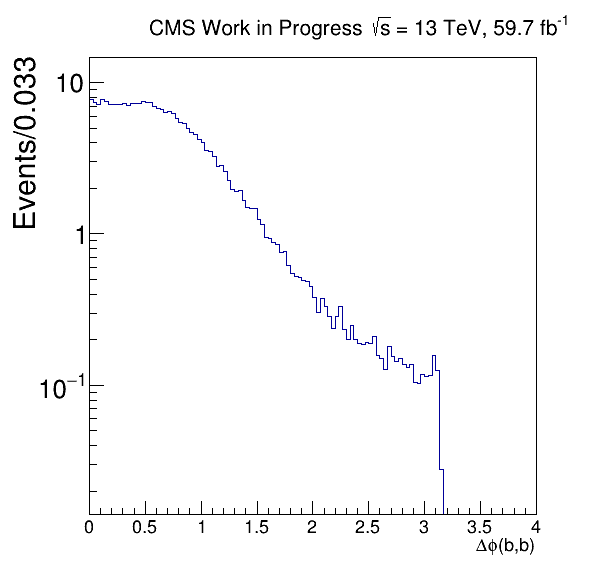 CMS Work in Progress √s = 13 TeV, 59.7 fb⁻¹
Events/0.033
10
1
10⁻¹
0 0.5 1 1.5 2 2.5 3 3.5 4
Δϕ(b,b)